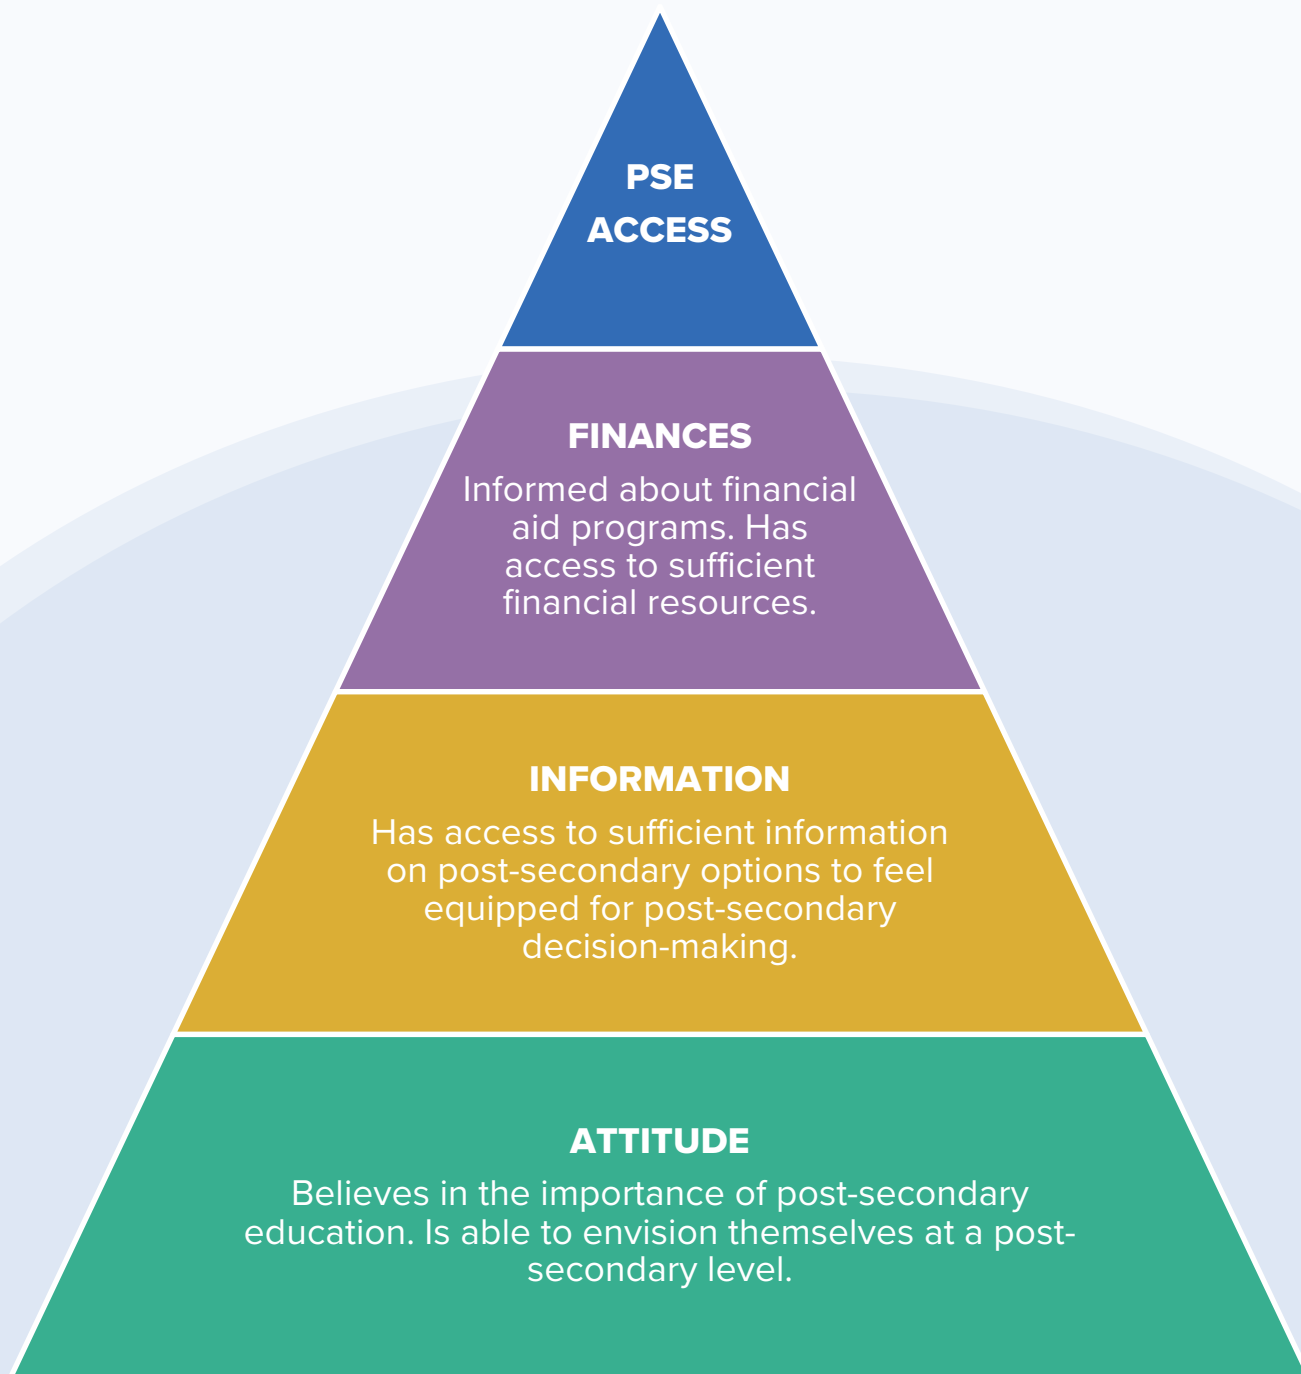 PSE
ACCESS
FINANCES
Informed about financial
aid programs. Has
access to sufficient
financial resources.
INFORMATION
Has access to sufficient information
on post-secondary options to feel
equipped for post-secondary
decision-making.
ATTITUDE
Believes in the importance of post-secondary
education. Is able to envision themselves at a post-
secondary level.